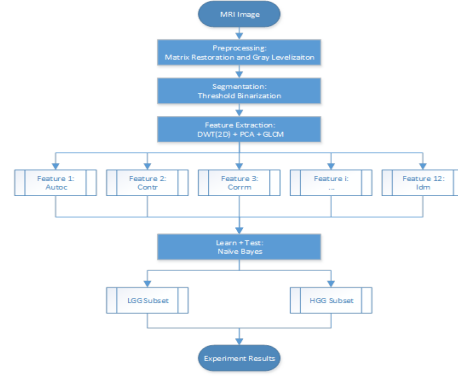 MRI Image
Preprocessing:
Matrix Restoration and Gray Levelizaiton
Segmentation:
Threshold Binarization
Feature Extraction:
DWT(2D) + PCA + GLCM
Feature 1:
Autoc
Feature 2:
Contr
Feature 3:
Corrm
Feature i:
...
Feature 12:
Idm
Learn + Test:
Naïve Bayes
LGG Subset
HGG Subset
Experiment Results